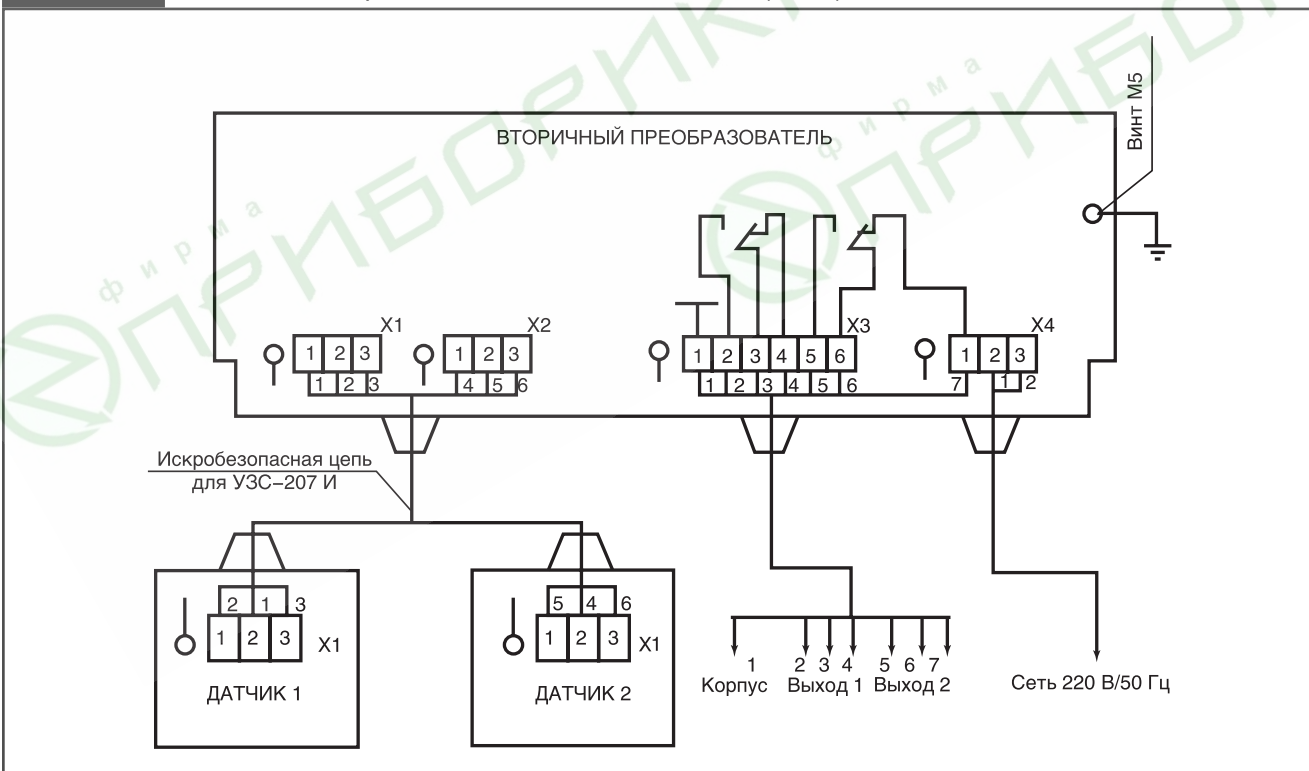 фирма
ПРИБОРИКА
фирма
ПРИБОР
ВТОРИЧНЫЙ ПРЕОБРАЗОВАТЕЛЬ
Винт М5
X1
X2
X3
X4
1 2 3
1 2 3
1 2 3 4 5 6
1 2 3
1 2 3
4 5 6
1 2 3 4 5 6
7 1 2
Искробезопасная цепь
для УЗС–207 И
2 1 3
1 2 3
X1
ДАТЧИК 1
5 4 6
1 2 3
X1
ДАТЧИК 2
1 2 3 4 5 6 7
Корпус Выход 1 Выход 2
Сеть 220 В/50 Гц